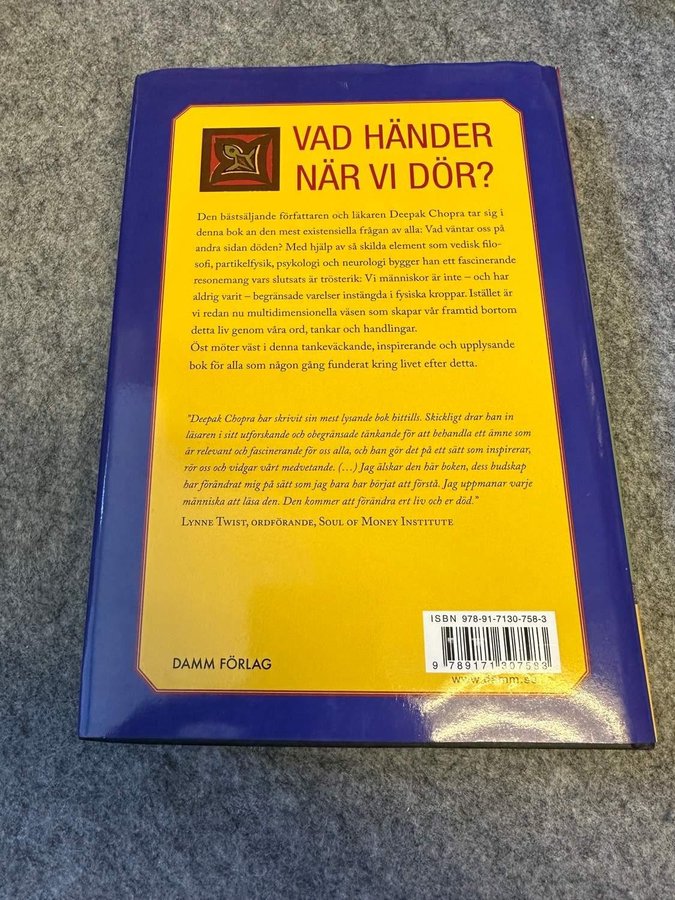 VAD HÄNDER
NÄR VI DÖR?
Den bästsäljande författaren och läkaren Deepak Chopra tar sig i
denna bok an den mest existensiella frågan av alla: Vad väntar oss på
andra sidan döden? Med hjälp av så skilda element som vedisk filo-
sofi, partikelfysik, psykologi och neurologi bygger han ett fascinerande
resonemang vars slutsats är trösterik: Vi människor är inte – och har
aldrig varit – begränsade varelser instängda i fysiska kroppar. Istället är
vi redan nu multidimensionella väsen som skapar vår framtid bortom
detta liv genom våra ord, tankar och handlingar.
Öst möter väst i denna tankeväckande, inspirerande och upplysande
bok för alla som någon gång funderat kring livet efter detta.
"Deepak Chopra har skrivit sin mest lysande bok hittills. Skickligt drar han in
läsaren i sitt utforskande och obegränsade tänkande för att behandla ett ämne som
är relevant och fascinerande för oss alla, och han gör det på ett sätt som inspirerar,
rör oss och vidgar vårt medvetande. (…) Jag älskar den här boken, dess budskap
har förändrat mig på sätt som jag bara har börjat att förstå. Jag uppmanar varje
människa att läsa den. Den kommer att förändra ert liv och er död."
Lynne Twist, ordförande, Soul of Money Institute
ISBN 978-91-7130-758-3
9 789171 307583
DAMM FÖRLAG